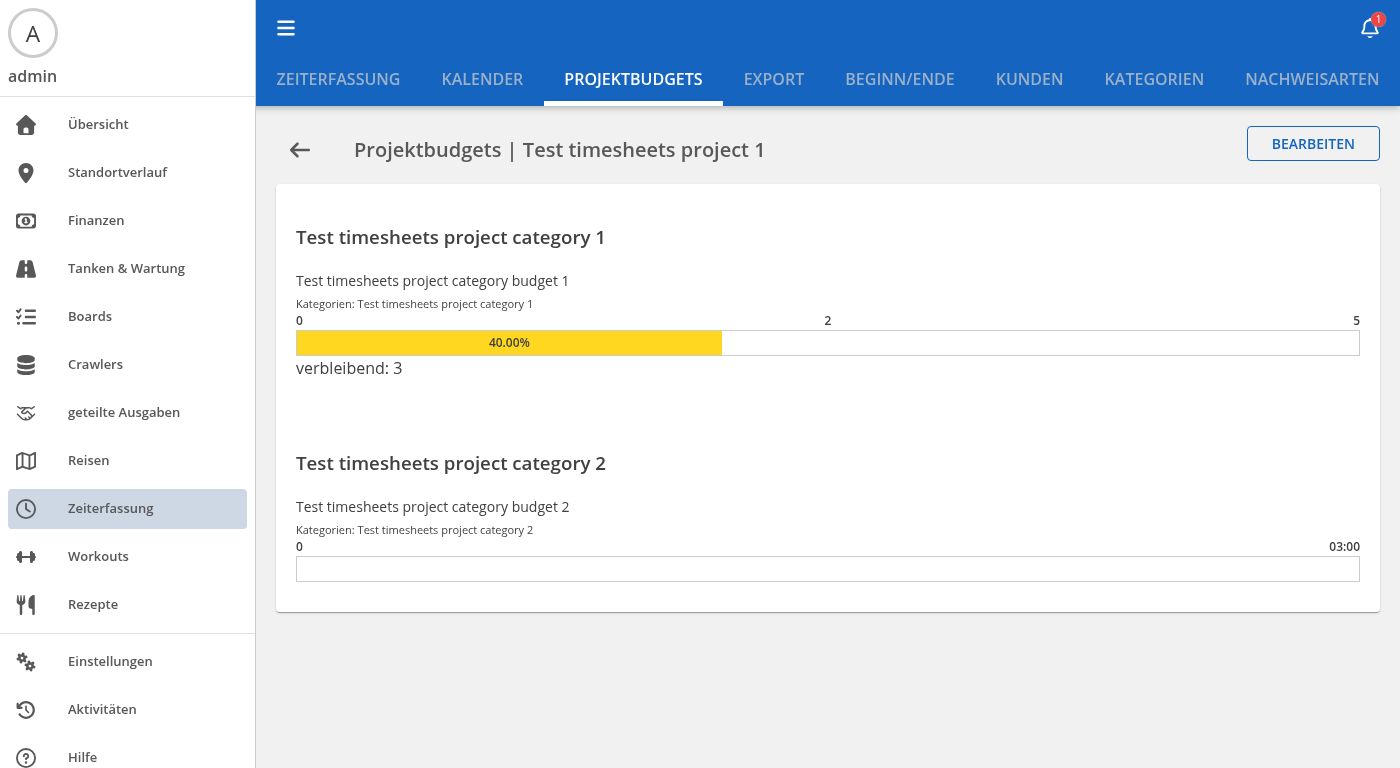 A
admin
Übersicht
Standortverlauf
Finanzen
Tanken & Wartung
Boards
Crawlers
geteilte Ausgaben
Reisen
Zeiterfassung
Workouts
Rezepte
Einstellungen
Aktivitäten
Hilfe
1
ZEITERFASSUNG KALENDER PROJEKTBUDGETS EXPORT BEGINN/ENDE KUNDEN KATEGORIEN NACHWEISARTEN
Projektbudgets | Test timesheets project 1
BEARBEITEN
Test timesheets project category 1
Test timesheets project category budget 1
Kategorien: Test timesheets project category 1
0 2 5
40.00%
verbleibend: 3
Test timesheets project category 2
Test timesheets project category budget 2
Kategorien: Test timesheets project category 2
0 03:00